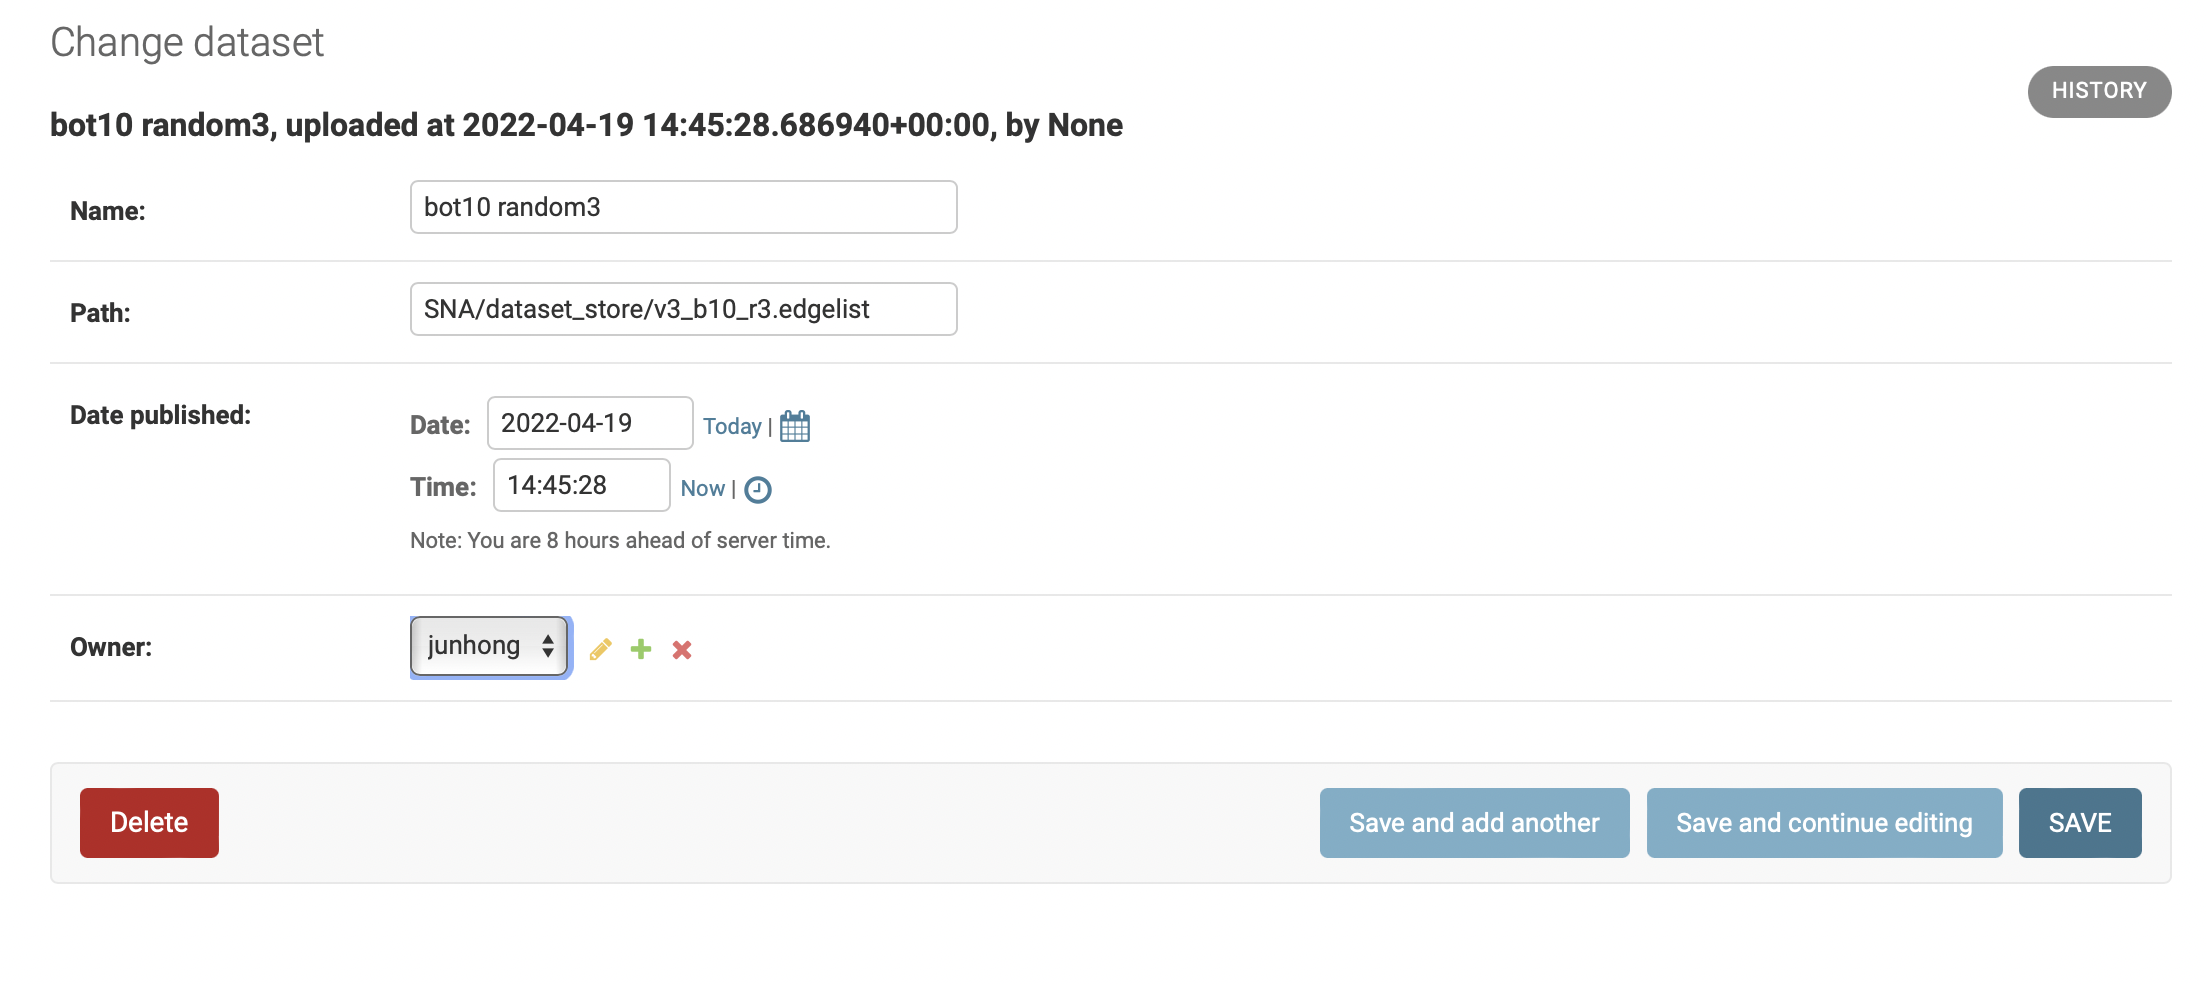 Change dataset
HISTORY
bot10 random3, uploaded at 2022-04-19 14:45:28.686940+00:00, by None
Name: bot10 random3
Path: SNA/dataset_store/v3_b10_r3.edgelist
Date published: Date: 2022-04-19 Today |
Time: 14:45:28 Now |
Note: You are 8 hours ahead of server time.
Owner: junhong
Delete Save and add another Save and continue editing SAVE